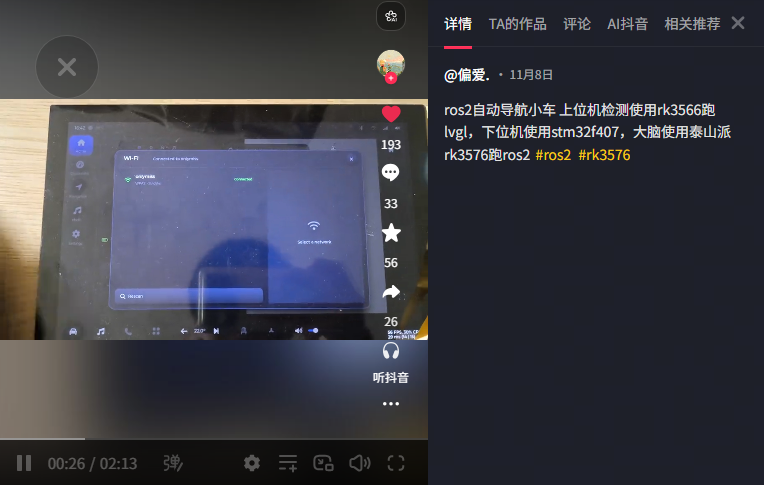 AI
详情
TA的作品
评论
AI抖音
相关推荐
@偏爱. · 11月8日
ros2自动导航小车 上位机检测使用rk3566跑
lvgl，下位机使用stm32f407，大脑使用泰山派
rk3576跑ros2 #ros2 #rk3576
193
33
56
26
听抖音
Wi-Fi
connected
Select a network
Rescan
22.0°
00:26 / 02:13
弹